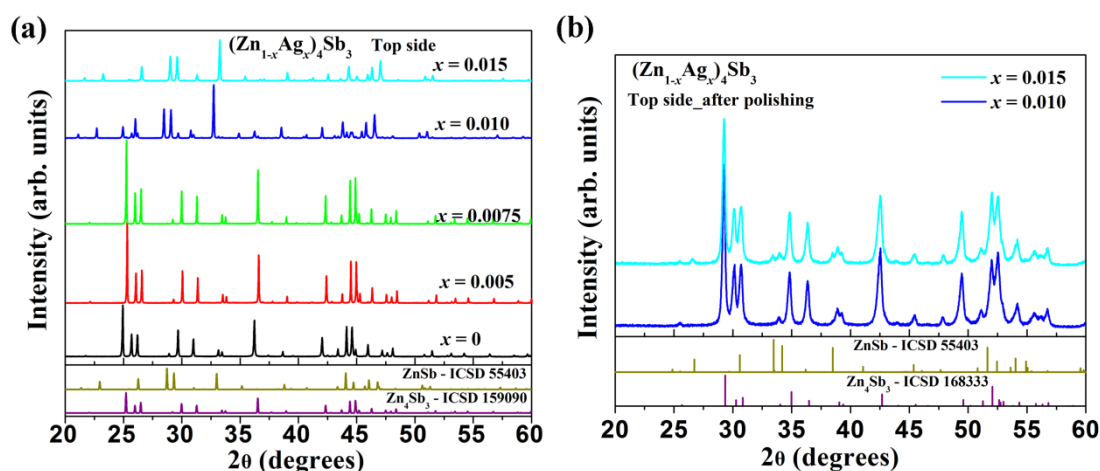 (a)
(Zn1-xAgx)4Sb3 Top side
x = 0.015
x = 0.010
x = 0.0075
x = 0.005
x = 0
ZnSb - ICSD 55403
Zn4Sb3 - ICSD 159090
Intensity (arb. units)
20 25 30 35 40 45 50 55 60
2θ (degrees)
(b)
(Zn1-xAgx)4Sb3
Top side_after polishing
x = 0.015
x = 0.010
ZnSb - ICSD 55403
Zn4Sb3 - ICSD 168333
Intensity (arb. units)
20 25 30 35 40 45 50 55 60
2θ (degrees)